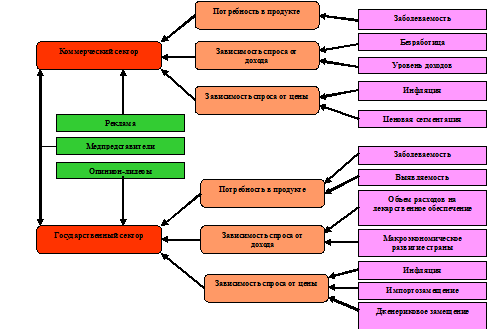 Потребность в продукте
Заболеваемость
Коммерческий сектор
Зависимость спроса от
дохода
Безработица
Уровень доходов
Зависимость спроса от цены
Инфляция
Ценовая сегментация
Реклама
Медпредставители
Опинион-лидеры
Заболеваемость
Выявляемость
Потребность в продукте
Объем расходов на
лекарственное обеспечение
Государственный сектор
Зависимость спроса от
дохода
Макроэкономическое
развитие страны
Зависимость спроса от цены
Инфляция
Импортозамещение
Дженериковое замещение